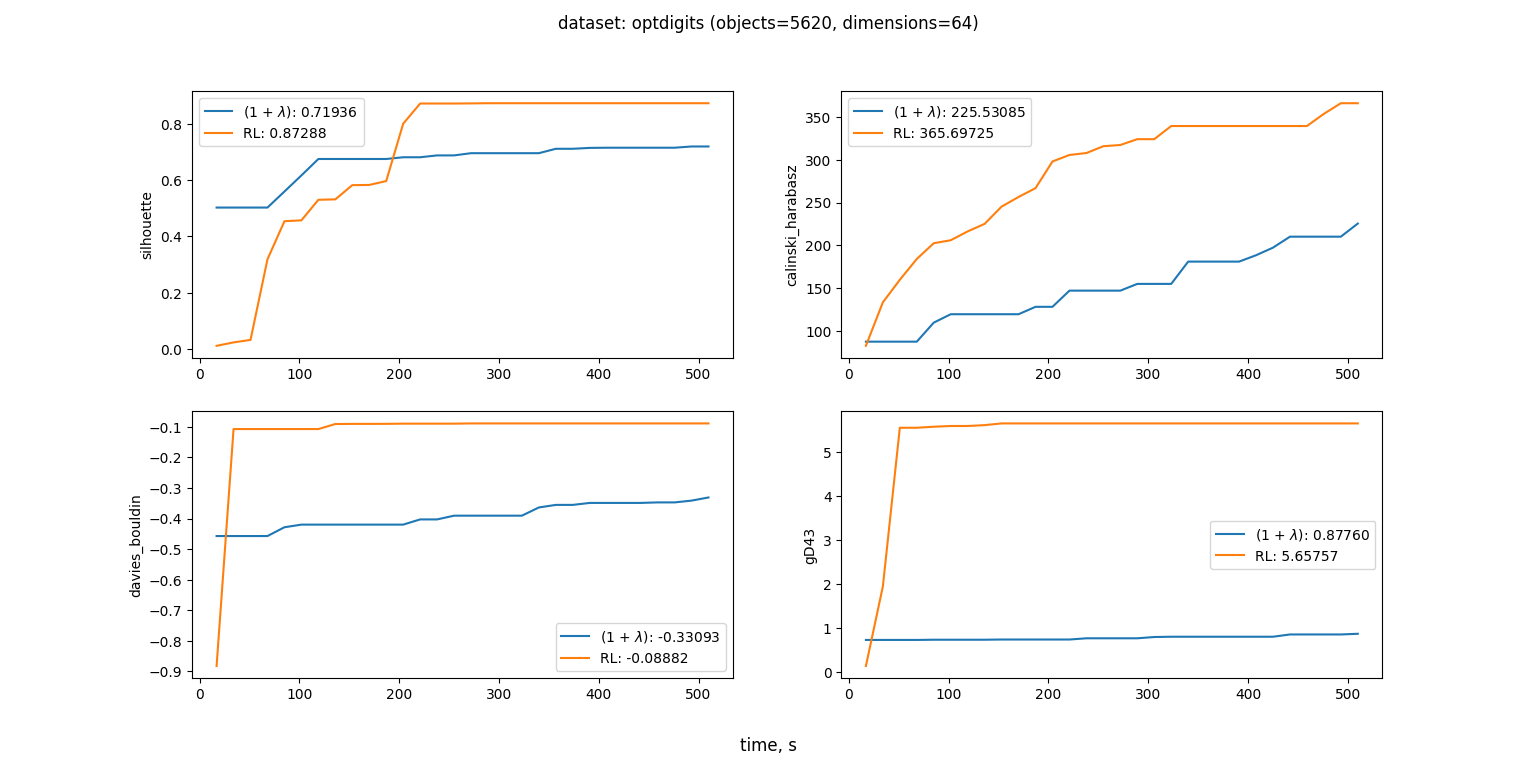 dataset: optdigits (objects=5620, dimensions=64)
(1 + λ): 0.71936
RL: 0.87288
silhouette
0.8
0.6
0.4
0.2
0.0
0 100 200 300 400 500
(1 + λ): 225.53085
RL: 365.69725
calinski_harabasz
350
300
250
200
150
100
0 100 200 300 400 500
davies_bouldin
−0.1
−0.2
−0.3
−0.4
−0.5
−0.6
−0.7
−0.8
−0.9
(1 + λ): -0.33093
RL: -0.08882
0 100 200 300 400 500
gD43
5
4
3
2
1
0
(1 + λ): 0.87760
RL: 5.65757
0 100 200 300 400 500
time, s